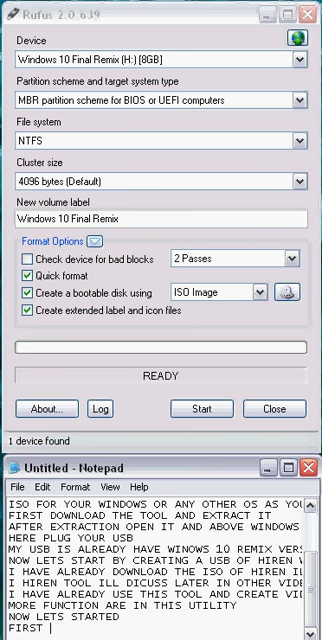 Rufus 2.0_639
Device
Windows 10 Final Remix (H:) [8GB]
Partition scheme and target system type
MBR partition scheme for BIOS or UEFI computers
File system
NTFS
Cluster size
4096 bytes (Default)
New volume label
Windows 10 Final Remix
Format Options
Check device for bad blocks 2 Passes
Quick format
Create a bootable disk using ISO Image
Create extended label and icon files
READY
About... Log Start Close
1 device found
Untitled - Notepad
File Edit Format View Help
ISO FOR YOUR WINDOWS OR ANY OTHER OS AS YOU
FIRST DOWNLOAD THE TOOL AND EXTRACT IT
AFTER EXTRACTION OPEN IT AND ABOVE WINDOWS
HERE PLUG YOUR USB
MY USB IS ALREADY HAVE WINOWS 10 REMIX VERS
NOW LETS START BY CREATING A USB OF HIREN
I HAVE ALREADY DOWNLOAD THE ISO OF HIREN
I HIREN TOOL ILL DICUSS LATER IN OTHER VIDE
I HAVE ALREADY USE THIS TOOL AND CREATE VID
MORE FUNCTION ARE IN THIS UTILITY
NOW LETS STARTED
FIRST